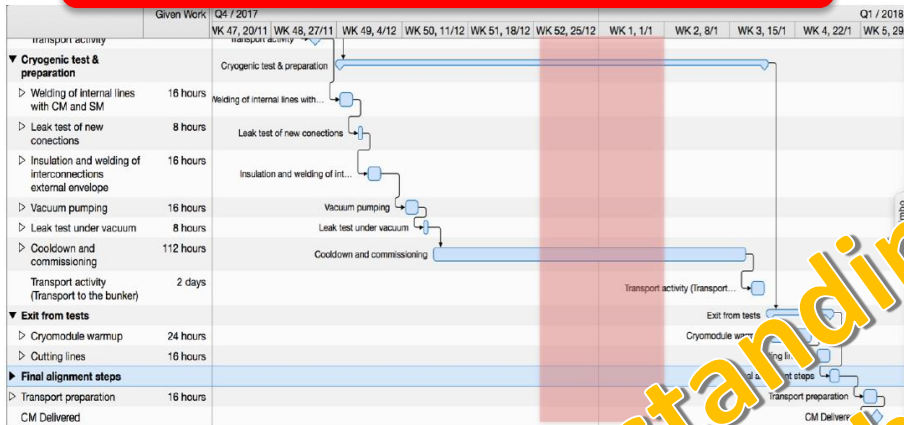 Given Work Q4 / 2017 Q1 / 2018
WK 47, 20/11 WK 48, 27/11 WK 49, 4/12 WK 50, 11/12 WK 51, 18/12 WK 52, 25/12 WK 1, 1/1 WK 2, 8/1 WK 3, 15/1 WK 4, 22/1 WK 5, 29
Transport activity Transport activity
Cryogenic test & preparation
Cryogenic test & preparation
Welding of internal lines with CM and SM 16 hours Welding of internal lines with...
Leak test of new conections 8 hours Leak test of new conections
Insulation and welding of interconnections external envelope 16 hours Insulation and welding of int...
Vacuum pumping 16 hours Vacuum pumping
Leak test under vacuum 8 hours Leak test under vacuum
Cooldown and commissioning 112 hours Cooldown and commissioning
Transport activity (Transport to the bunker) 2 days Transport activity (Transport...
Exit from tests Exit from tests
Cryomodule warmup 24 hours Cryomodule
Cutting lines 16 hours
Final alignment steps steps
Transport preparation 16 hours Transport preparation
CM Delivered CM Delivere